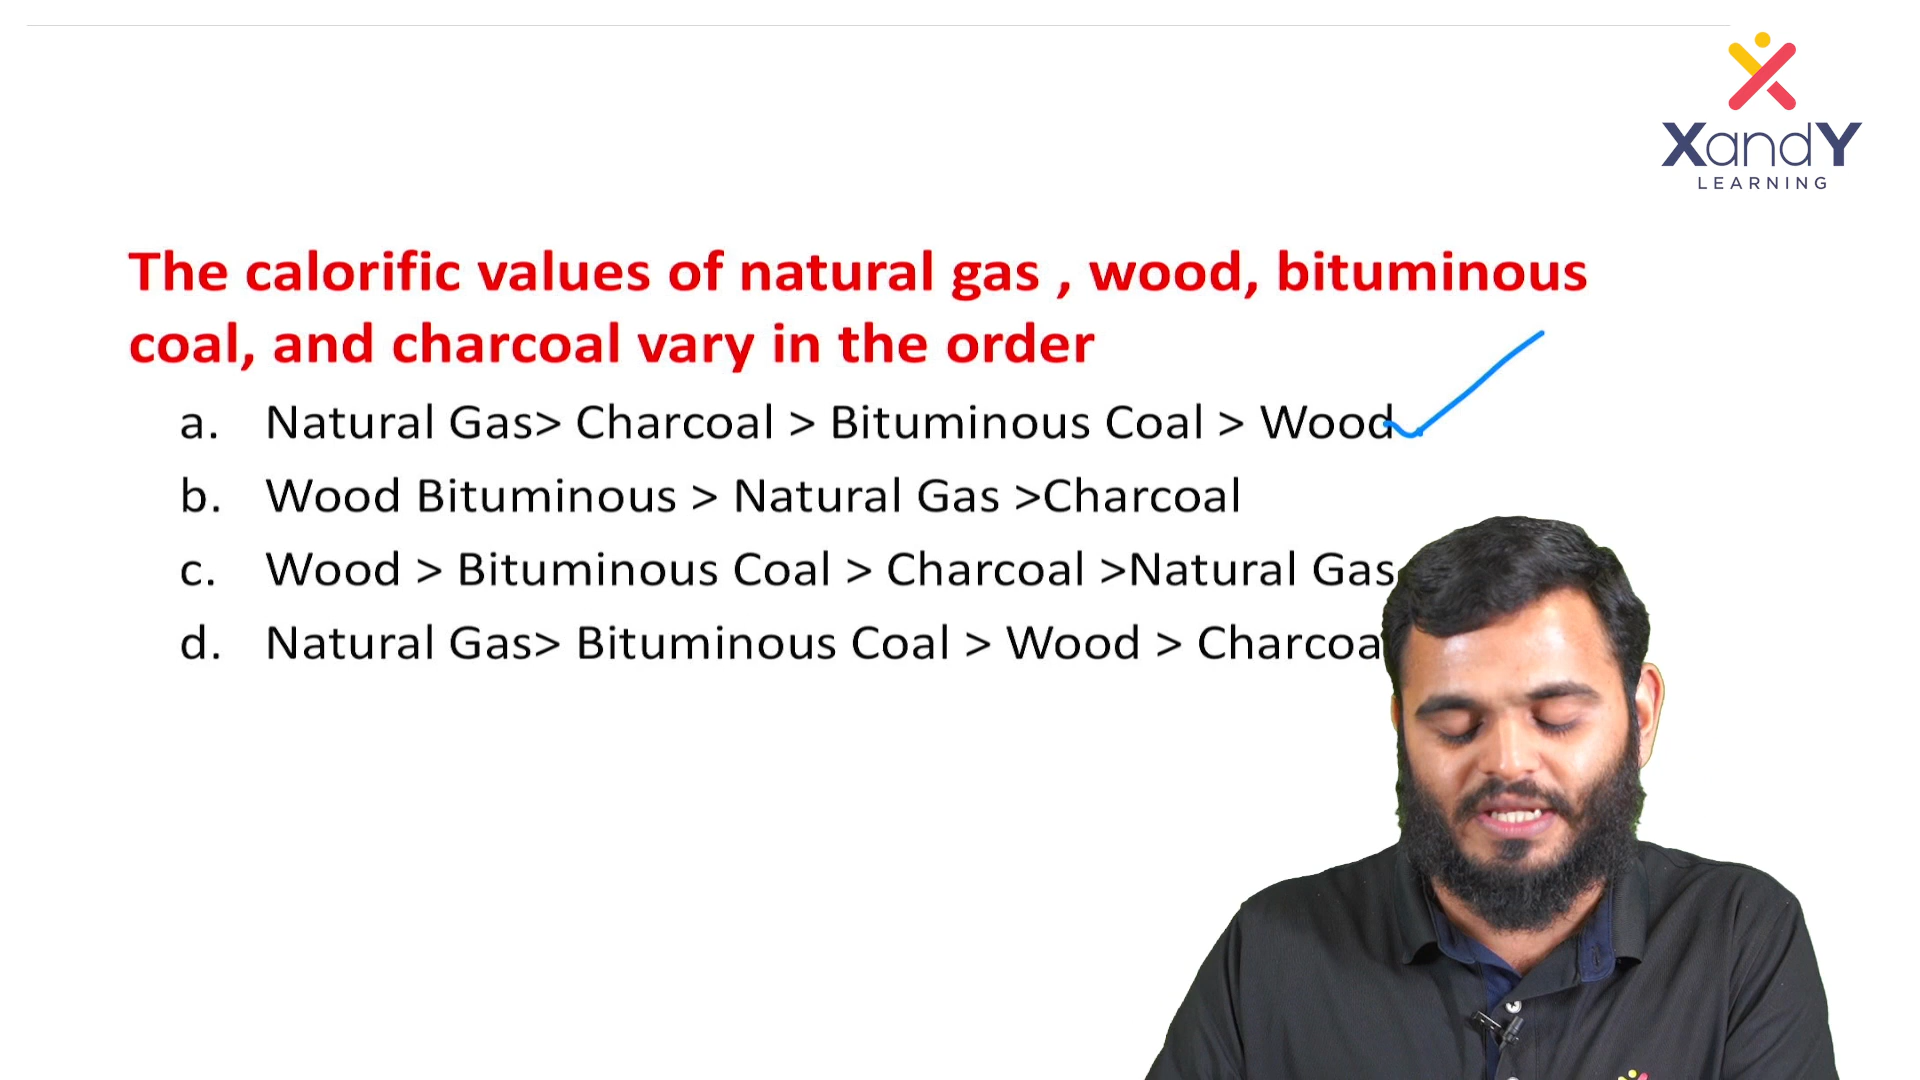 XandY
LEARNING
The calorific values of natural gas , wood, bituminous
coal, and charcoal vary in the order
a. Natural Gas> Charcoal > Bituminous Coal > Wood
b. Wood Bituminous > Natural Gas >Charcoal
c. Wood > Bituminous Coal > Charcoal >Natural Gas
d. Natural Gas> Bituminous Coal > Wood > Charcoa